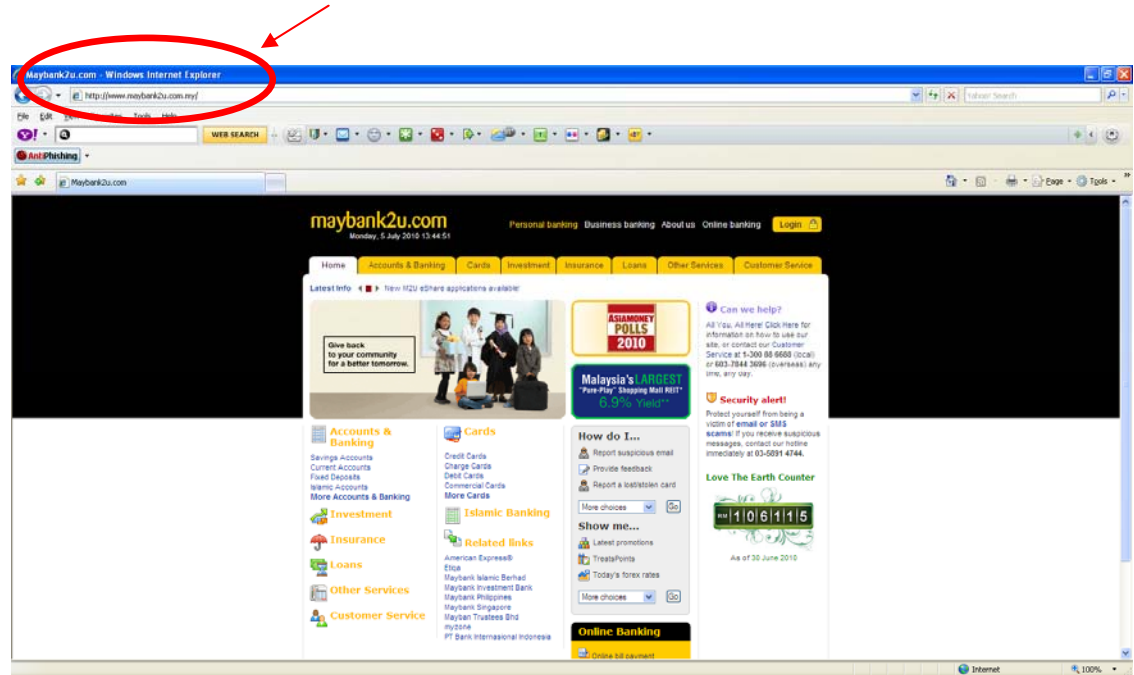 Maybank2u.com - Windows Internet Explorer
http://www.maybank2u.com.my/
Yahoo! Search
File Edit Tools Help
Y! WEB SEARCH
AntiPhishing
Maybank2u.com
Page Tools
maybank2u.com
Monday, 5 July 2010 13:44:51
Personal banking Business banking About us Online banking Login
Home Accounts & Banking Cards Investment Insurance Loans Other Services Customer Service
Latest Info New M2U eShare applications available!
Give back
to your community
for a better tomorrow.
ASIAMONEY
POLLS
2010
Malaysia's LARGEST
"Pure-Play" Shopping Mall REIT*
6.9% Yield**
Can we help?
All You, All Here! Click Here for
information on how to use our
site, or contact our Customer
Service at 1-300 88 6688 (local)
or 603-7844 3696 (overseas) any
time, any day.
Security alert!
Protect yourself from being a
victim of email or SMS
scams! If you receive suspicious
messages, contact our hotline
immediately at 03-5891 4744.
Love The Earth Counter
RM 106115
As of 30 June 2010
Accounts &
Banking
Savings Accounts
Current Accounts
Fixed Deposits
Islamic Accounts
More Accounts & Banking
Investment
Insurance
Loans
Other Services
Customer Service
Cards
Credit Cards
Charge Cards
Debit Cards
Commercial Cards
More Cards
Islamic Banking
Related links
American Express®
Etiqa
Maybank Islamic Berhad
Maybank Investment Bank
Maybank Philippines
Maybank Singapore
Mayban Trustees Bhd
myzone
PT Bank Internasional Indonesia
How do I...
Report suspicious email
Provide feedback
Report a lost/stolen card
More choices Go
Show me...
Latest promotions
TreatsPoints
Today's forex rates
More choices Go
Online Banking
Online bill payment
Internet 100%